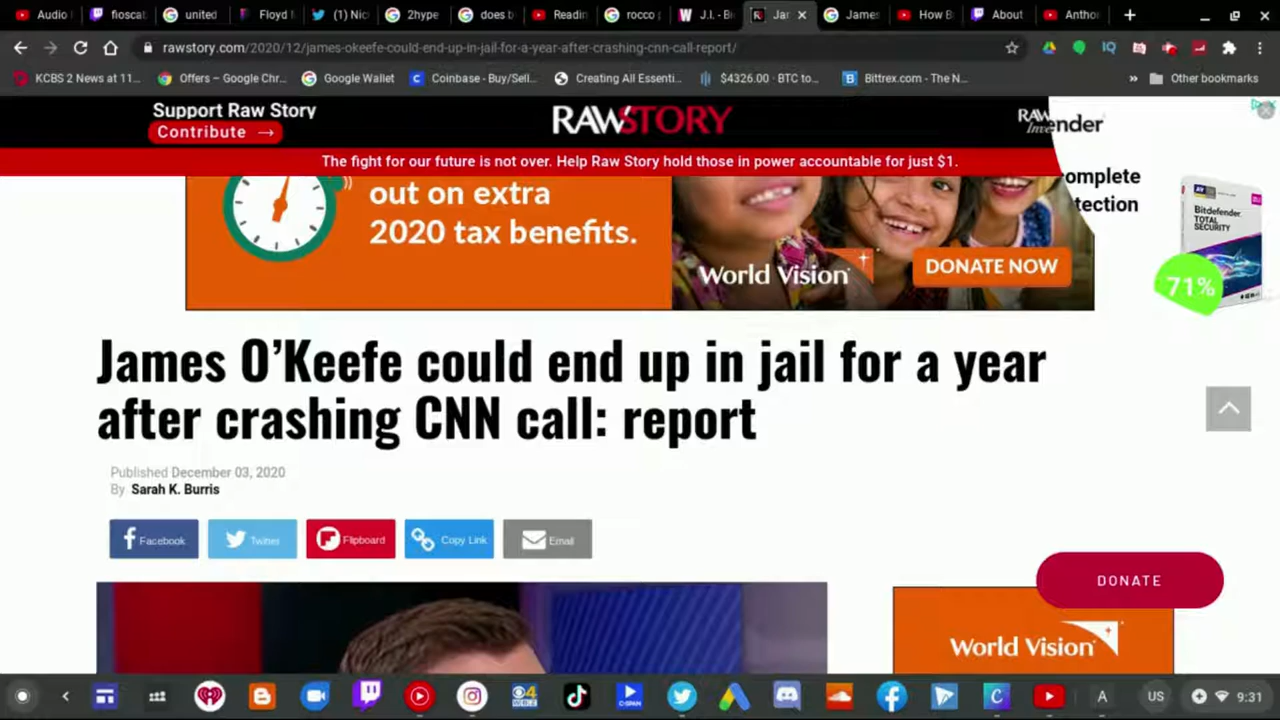 Audio
fioscat
united
Floyd M
(1) Nic
2hype
does b
Readin
rocco p
J.I. - Bi
Jar
James
How B
About
Anthor
rawstory.com/2020/12/james-okeefe-could-end-up-in-jail-for-a-year-after-crashing-cnn-call-report/
KCBS 2 News at 11...
Offers – Google Chr...
Google Wallet
Coinbase - Buy/Sell...
Creating All Essenti...
$4326.00 · BTC to...
Bittrex.com - The N...
Other bookmarks
Support Raw Story
Contribute →
RAWSTORY
RAW
ender
The fight for our future is not over. Help Raw Story hold those in power accountable for just $1.
out on extra
2020 tax benefits.
World Vision
DONATE NOW
complete
tection
Bitdefender
TOTAL
SECURITY
71%
James O’Keefe could end up in jail for a year
after crashing CNN call: report
Published December 03, 2020
By Sarah K. Burris
Facebook
Twitter
Flipboard
Copy Link
Email
DONATE
World Vision
A
US
9:31